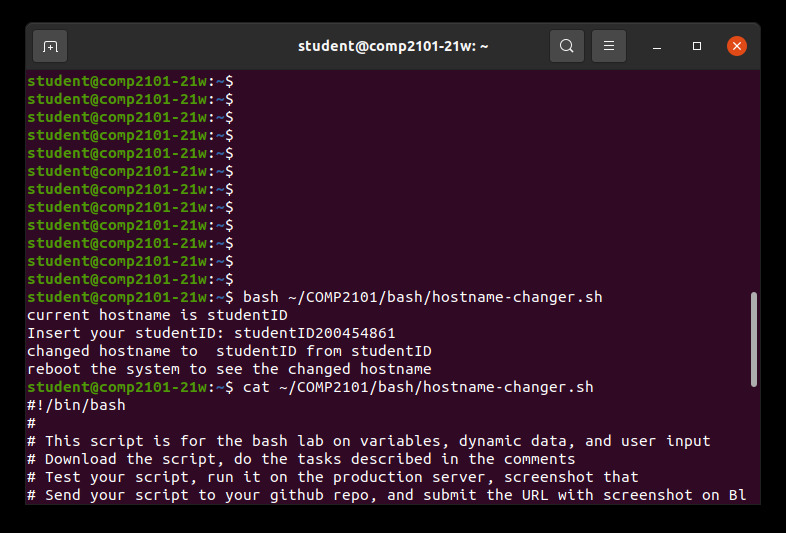 student@comp2101-21w: ~
student@comp2101-21w:~$
student@comp2101-21w:~$
student@comp2101-21w:~$
student@comp2101-21w:~$
student@comp2101-21w:~$
student@comp2101-21w:~$
student@comp2101-21w:~$
student@comp2101-21w:~$
student@comp2101-21w:~$
student@comp2101-21w:~$
student@comp2101-21w:~$
student@comp2101-21w:~$
student@comp2101-21w:~$ bash ~/COMP2101/bash/hostname-changer.sh
current hostname is studentID
Insert your studentID: studentID200454861
changed hostname to  studentID from studentID
reboot the system to see the changed hostname
student@comp2101-21w:~$ cat ~/COMP2101/bash/hostname-changer.sh
#!/bin/bash
#
# This script is for the bash lab on variables, dynamic data, and user input
# Download the script, do the tasks described in the comments
# Test your script, run it on the production server, screenshot that
# Send your script to your github repo, and submit the URL with screenshot on Bl